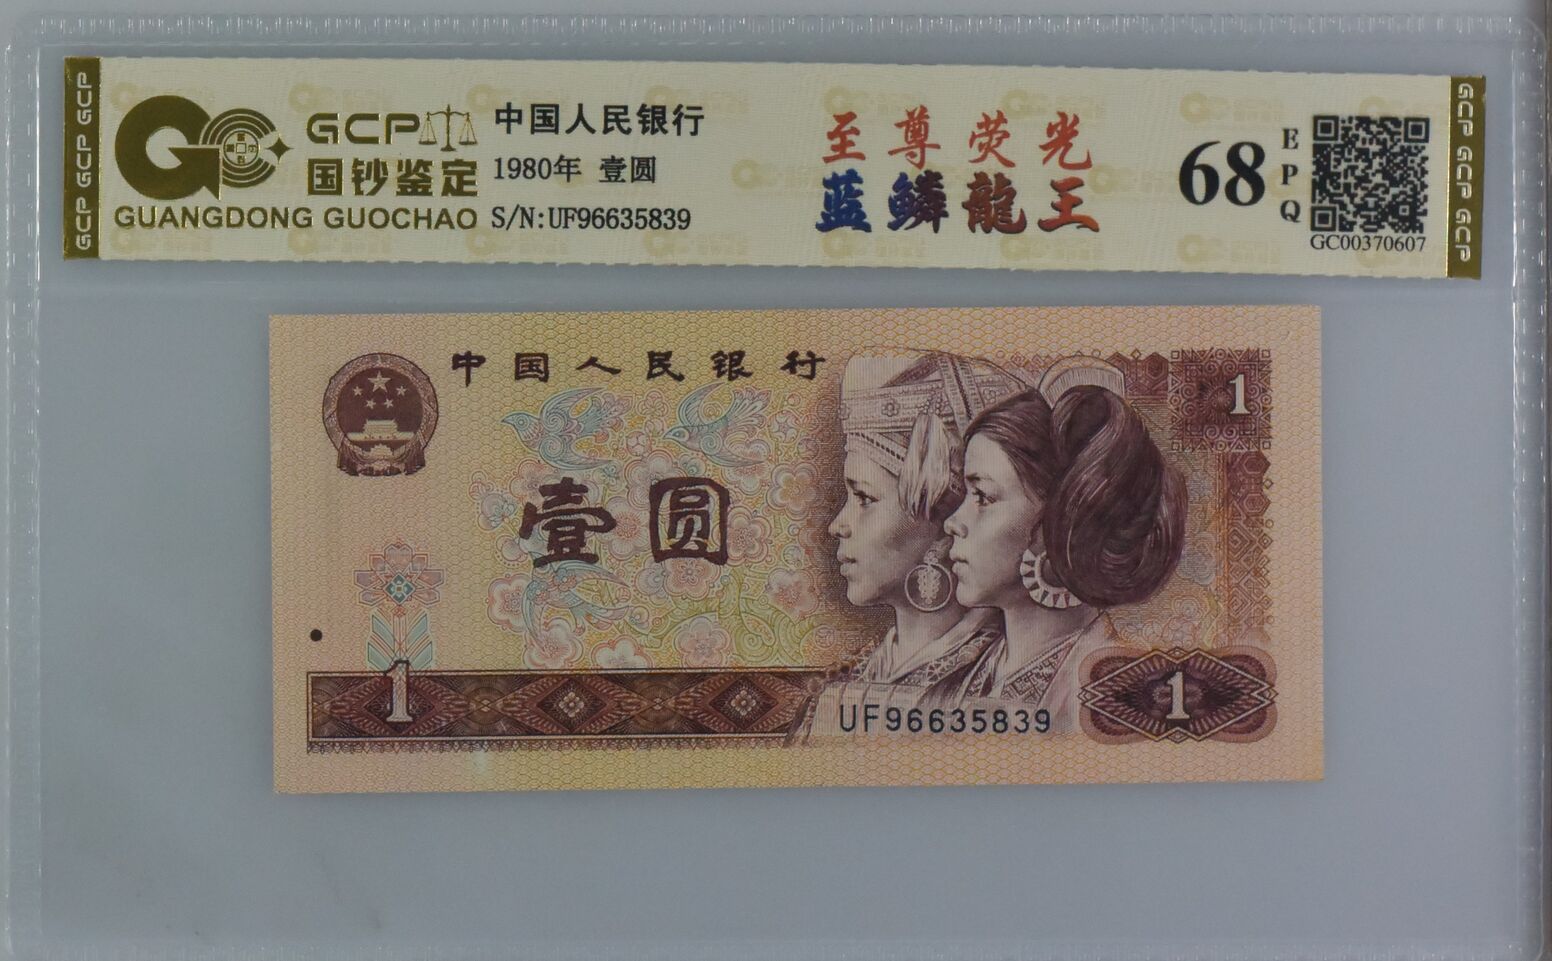 GCP GCP GCP
GCP
国钞鉴定
GUANGDONG GUOCHAO
中国人民银行
1980年 壹圆
S/N:UF96635839
至尊荧光
蓝鳞龍王
68
EPQ
GC00370607
GCP GCP GCP
中国人民银行
1
壹圆
1
UF96635839
1